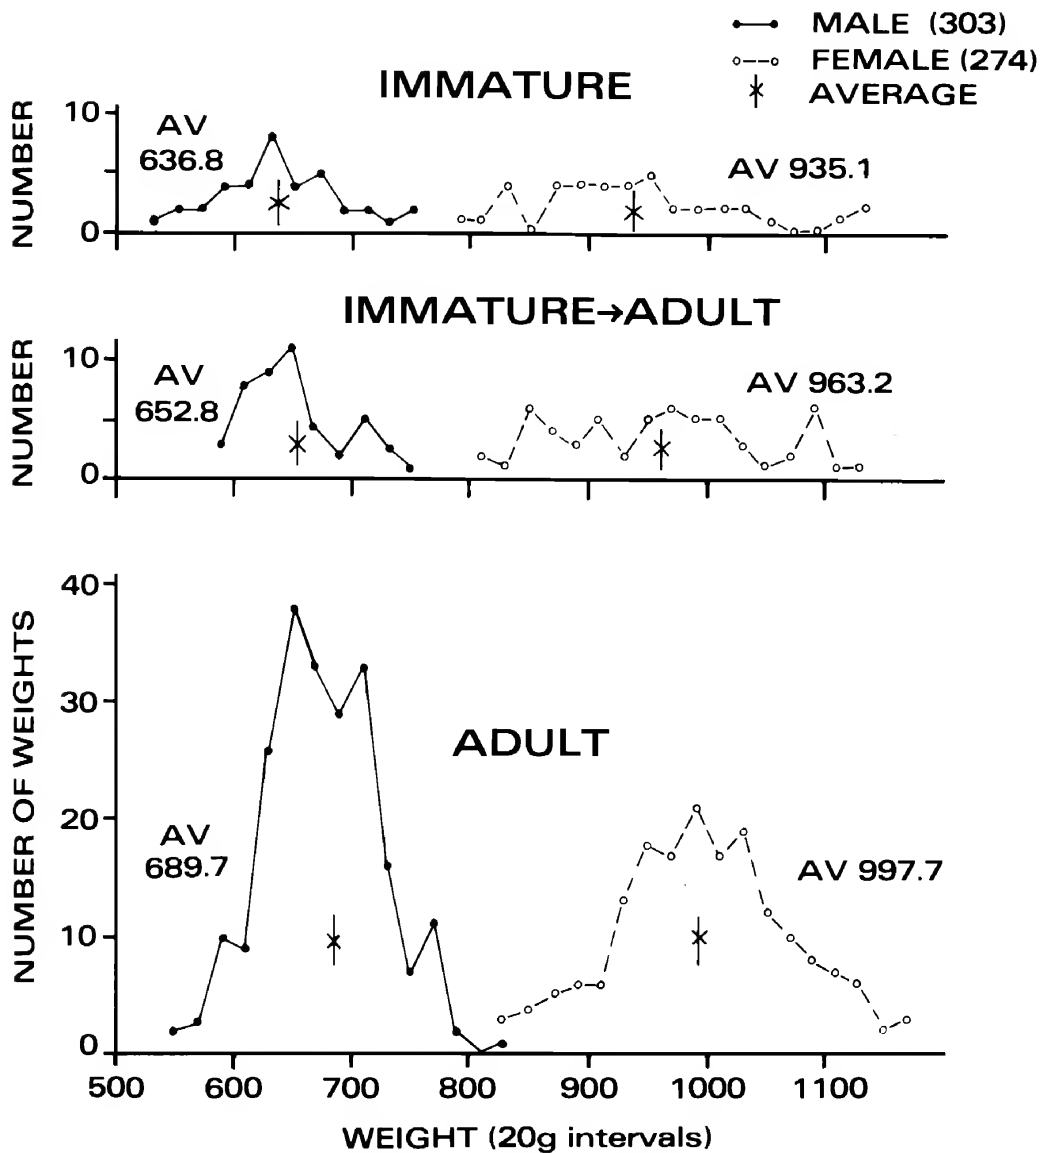 MALE (303)
FEMALE (274)
AVERAGE
IMMATURE
NUMBER
10
0
AV
636.8
AV 935.1
IMMATURE→ADULT
NUMBER
10
0
AV
652.8
AV 963.2
ADULT
NUMBER OF WEIGHTS
40
30
20
10
0
AV
689.7
AV 997.7
500 600 700 800 900 1000 1100
WEIGHT (20g intervals)